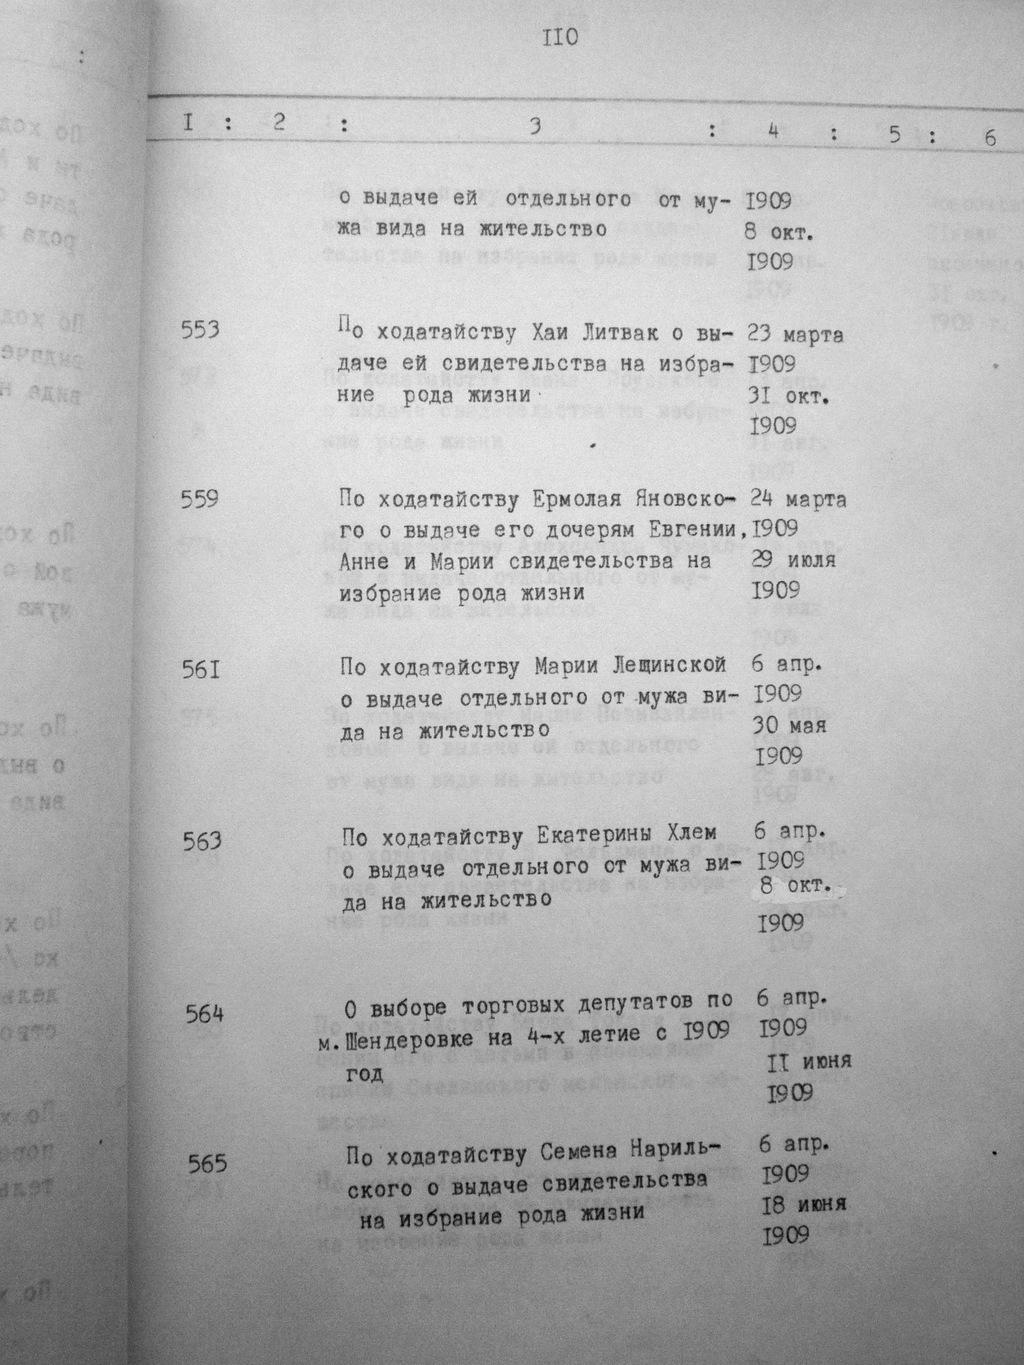 110
I : 2 : 3 : 4 : 5 : 6
о выдаче ей отдельного от му- 1909
жа вида на жительство 8 окт.
1909
553 По ходатайству Хаи Литвак о вы- 23 марта
даче ей свидетельства на избра- 1909
ние рода жизни 31 окт.
1909
559 По ходатайству Ермолая Яновско- 24 марта
го о выдаче его дочерям Евгении, 1909
Анне и Марии свидетельства на 29 июля
избрание рода жизни 1909
561 По ходатайству Марии Лещинской 6 апр.
о выдаче отдельного от мужа ви- 1909
да на жительство 30 мая
1909
563 По ходатайству Екатерины Хлем 6 апр.
о выдаче отдельного от мужа ви- 1909
да на жительство 8 окт.
1909
564 О выборе торговых депутатов по 6 апр.
м.Шендеровке на 4-х летие с 1909 1909
год 11 июня
1909
565 По ходатайству Семена Нариль- 6 апр.
ского о выдаче свидетельства 1909
на избрание рода жизни 18 июня
1909